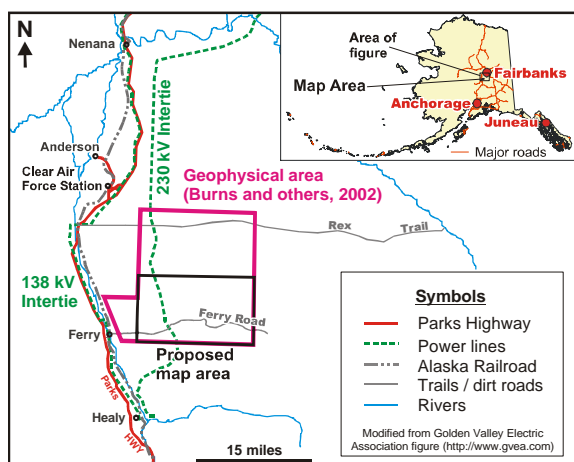 N
Nenana
Anderson
Clear Air
Force Station
230 kV Intertie
Geophysical area
(Burns and others, 2002)
Rex
Trail
138 kV
Intertie
Ferry Road
Ferry
Proposed
map area
Parks
HWY
Healy
15 miles
Area of
figure
Map Area
Fairbanks
Anchorage
Juneau
Major roads
Symbols
Parks Highway
Power lines
Alaska Railroad
Trails / dirt roads
Rivers
Modified from Golden Valley Electric
Association figure (http://www.gvea.com)